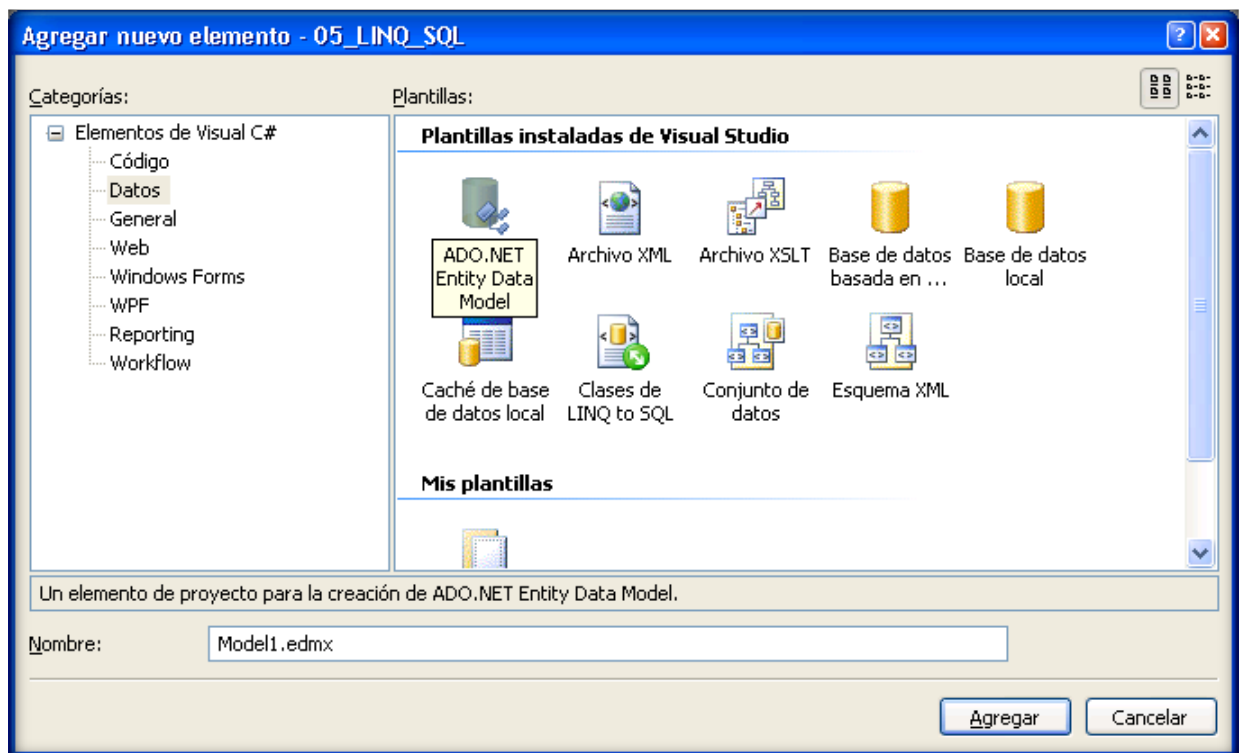 Agregar nuevo elemento - 05_LINQ_SQL
Categorías:
Plantillas:
Elementos de Visual C#
Código
Datos
General
Web
Windows Forms
WPF
Reporting
Workflow
Plantillas instaladas de Visual Studio
ADO.NET
Entity Data
Model
Archivo XML
Archivo XSLT
Base de datos
basada en ...
Base de datos
local
Caché de base
de datos local
Clases de
LINQ to SQL
Conjunto de
datos
Esquema XML
Mis plantillas
Un elemento de proyecto para la creación de ADO.NET Entity Data Model.
Nombre:
Model1.edmx
Agregar
Cancelar